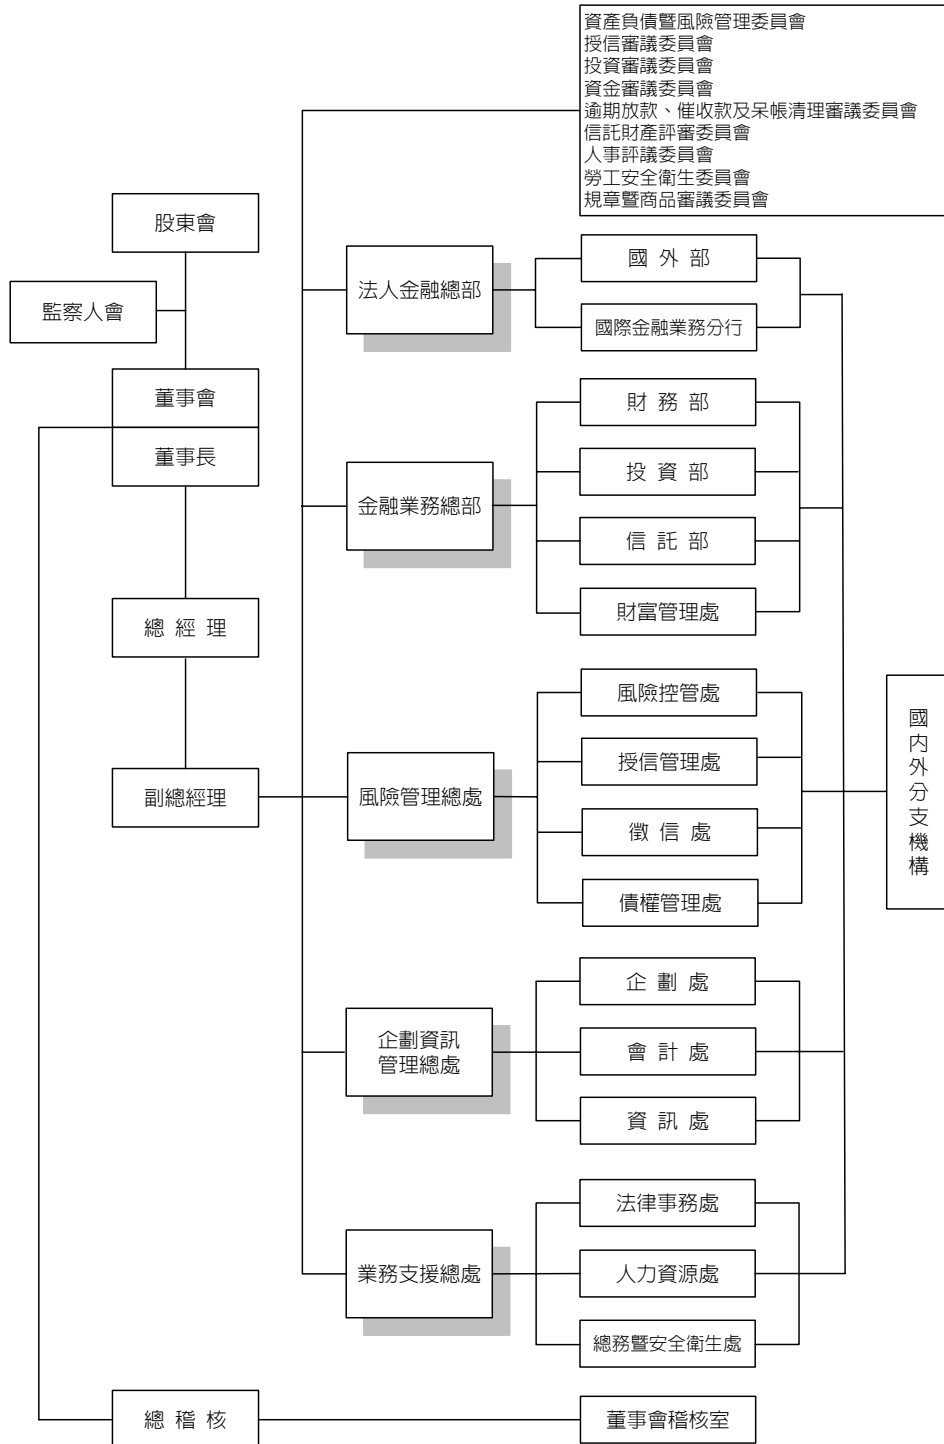 資產負債暨風險管理委員會
授信審議委員會
投資審議委員會
資金審議委員會
逾期放款、催收款及呆帳清理審議委員會
信託財產評審委員會
人事評議委員會
勞工安全衛生委員會
規章暨商品審議委員會
股東會
監察人會
董事會
董事長
總經理
副總經理
法人金融總部
國外部
國際金融業務分行
金融業務總部
財務部
投資部
信託部
財富管理處
風險管理總處
風險控管處
授信管理處
徵信處
債權管理處
企劃資訊
管理總處
企劃處
會計處
資訊處
業務支援總處
法律事務處
人力資源處
總務暨安全衛生處
國內外分支機構
總稽核
董事會稽核室